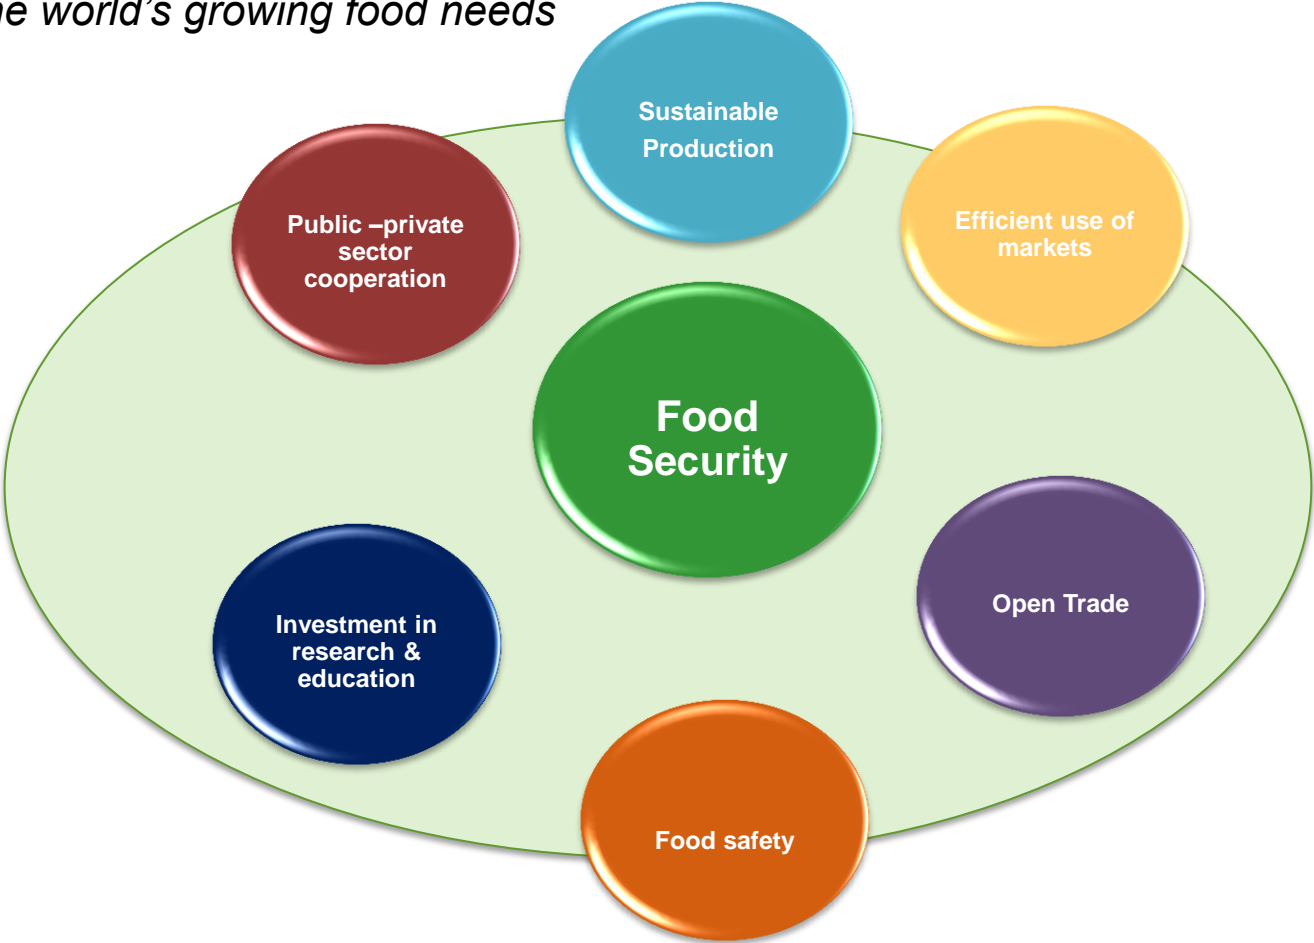 he world's growing food needs
Sustainable
Production
Public –private
sector
cooperation
Efficient use of
markets
Food
Security
Open Trade
Investment in
research &
education
Food safety